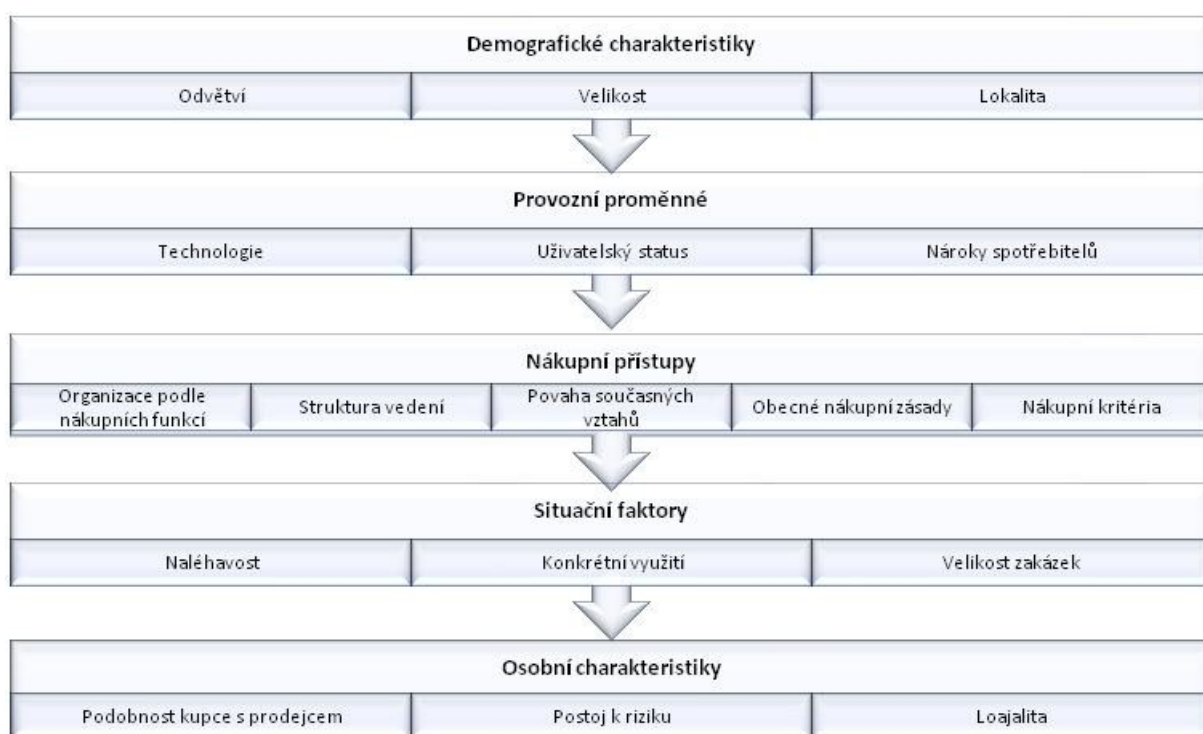 Demografické charakteristiky
Odvětví
Velikost
Lokalita
Provozní proměnné
Technologie
Uživatelský status
Nároky spotřebitelů
Nákupní přístupy
Organizace podle
nákupních funkcí
Struktura vedení
Povaha současných
vztahů
Obecné nákupní zásady
Nákupní kritéria
Situační faktory
Naléhavost
Konkrétní využití
Velikost zakázek
Osobní charakteristiky
Podobnost kupce s prodejcem
Postoj k riziku
Loajalita